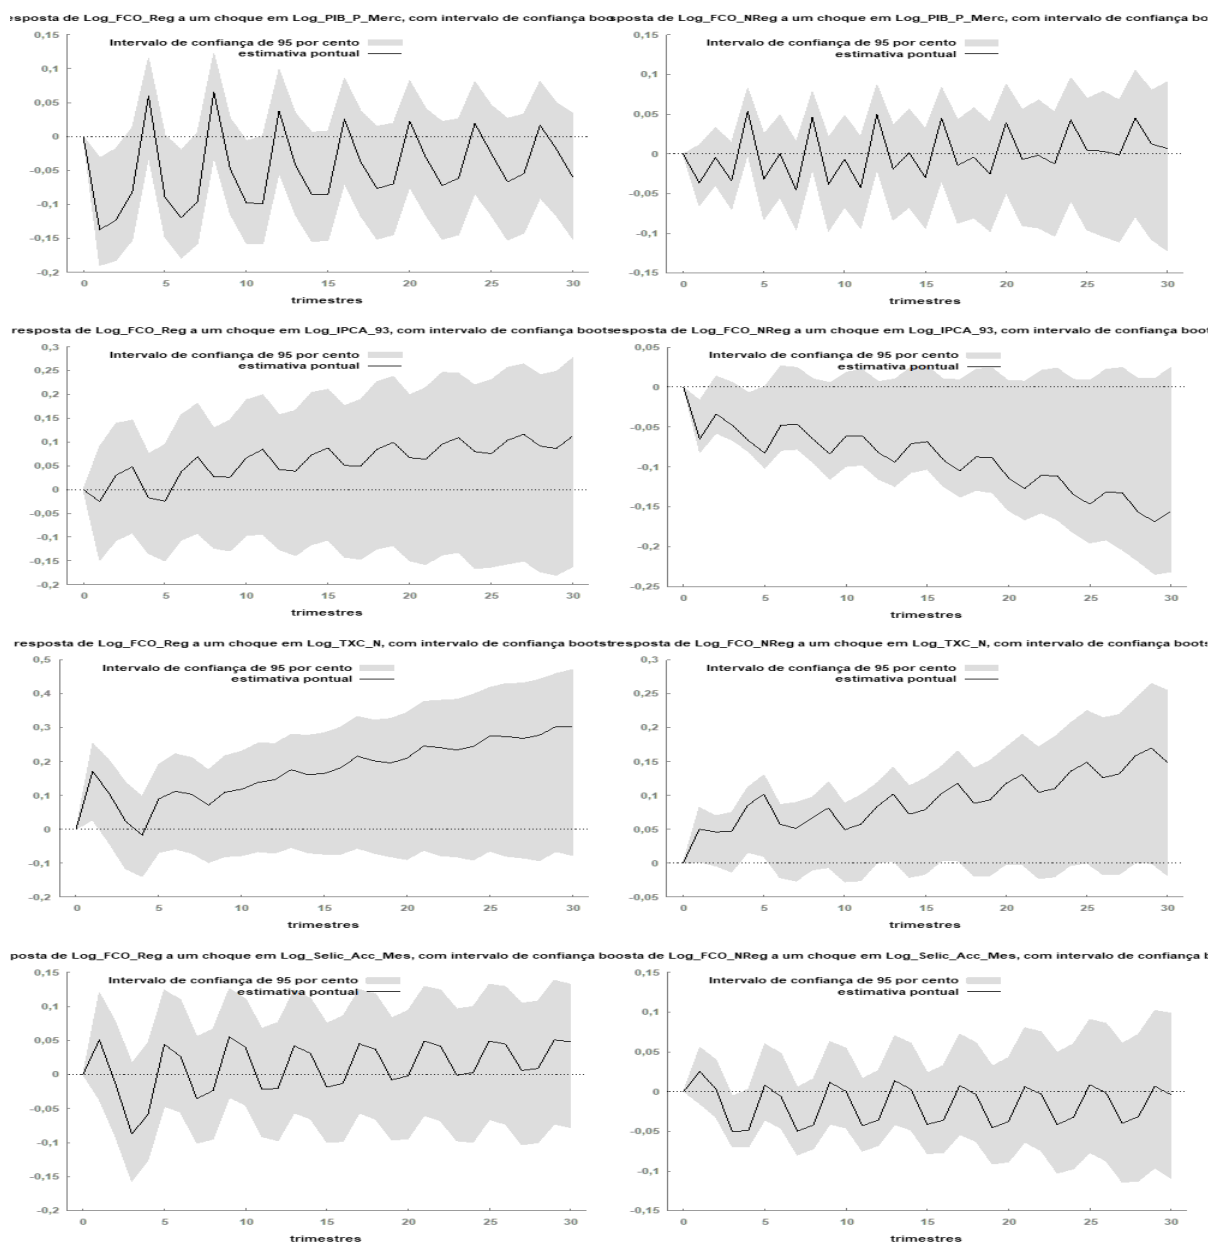 esposta de Log_FCO_Reg a um choque em Log_PIB_P_Merc, com intervalo de confiança boo
sposta de Log_FCO_NReg a um choque em Log_PIB_P_Merc, com intervalo de confiança bo
0,15
0,1
0,05
0
-0,05
-0,1
-0,15
-0,2
Intervalo de confiança de 95 por cento
estimativa pontual
0 5 10 15 20 25 30
trimestres
0,15
0,1
0,05
0
-0,05
-0,1
-0,15
Intervalo de confiança de 95 por cento
estimativa pontual
0 5 10 15 20 25 30
trimestres
resposta de Log_FCO_Reg a um choque em Log_IPCA_93, com intervalo de confiança boots
esposta de Log_FCO_NReg a um choque em Log_IPCA_93, com intervalo de confiança boot
0,3
0,25
0,2
0,15
0,1
0,05
0
-0,05
-0,1
-0,15
-0,2
Intervalo de confiança de 95 por cento
estimativa pontual
0 5 10 15 20 25 30
trimestres
0,05
0
-0,05
-0,1
-0,15
-0,2
-0,25
Intervalo de confiança de 95 por cento
estimativa pontual
0 5 10 15 20 25 30
trimestres
resposta de Log_FCO_Reg a um choque em Log_TXC_N, com intervalo de confiança bootst
resposta de Log_FCO_NReg a um choque em Log_TXC_N, com intervalo de confiança boots
0,5
0,4
0,3
0,2
0,1
0
-0,1
-0,2
Intervalo de confiança de 95 por cento
estimativa pontual
0 5 10 15 20 25 30
trimestres
0,3
0,25
0,2
0,15
0,1
0,05
0
-0,05
Intervalo de confiança de 95 por cento
estimativa pontual
0 5 10 15 20 25 30
trimestres
posta de Log_FCO_Reg a um choque em Log_Selic_Acc_Mes, com intervalo de confiança bo
osta de Log_FCO_NReg a um choque em Log_Selic_Acc_Mes, com intervalo de confiança b
0,15
0,1
0,05
0
-0,05
-0,1
-0,15
-0,2
Intervalo de confiança de 95 por cento
estimativa pontual
0 5 10 15 20 25 30
trimestres
0,15
0,1
0,05
0
-0,05
-0,1
-0,15
Intervalo de confiança de 95 por cento
estimativa pontual
0 5 10 15 20 25 30
trimestres